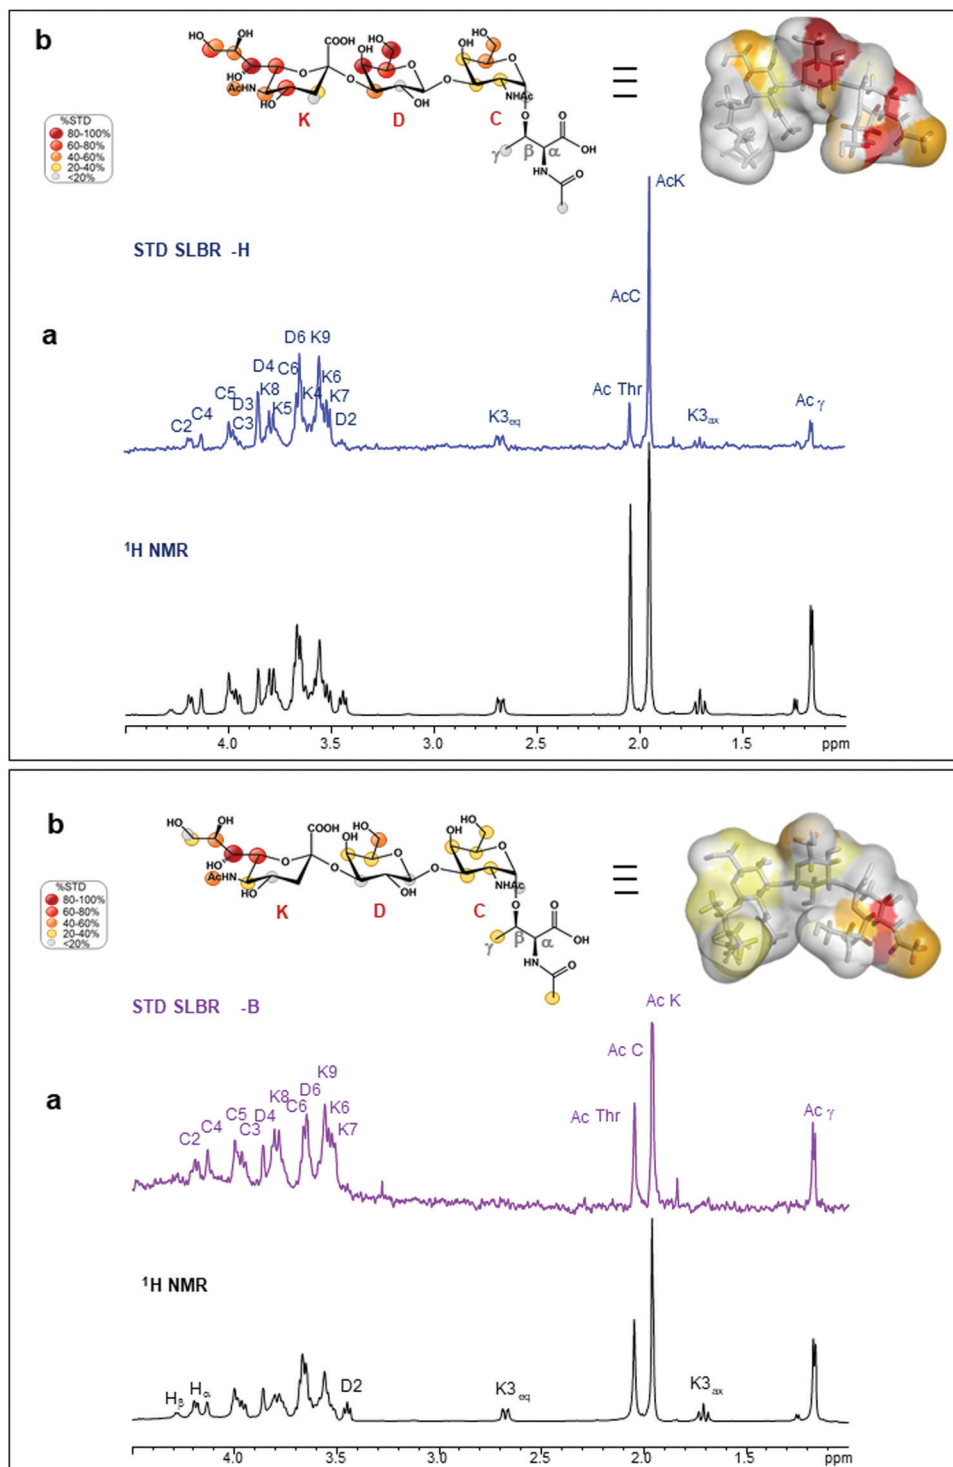 b
HO
OH
COOH
OH
HO
OH
HO
HO
AcHN
HO
O
O
O
OH
O
O
O
NHAc
K
D
C
O
O
γ
β
α
OH
HN
O
%STD
80-100%
60-80%
40-60%
20-40%
<20%
STD SLBR -H
a
AcK
AcC
Ac Thr
Ac γ
K3ax
K3eq
D6
K9
D4
C6
K6
K8
K4
K7
C5
D3
K5
D2
C2
C4
C3
¹H NMR
4.0
3.5
3.0
2.5
2.0
1.5
ppm
b
HO
OH
COOH
OH
HO
OH
HO
HO
AcHN
HO
O
O
O
OH
O
O
O
NHAc
K
D
C
O
O
γ
β
α
OH
HN
O
%STD
80-100%
60-80%
40-60%
20-40%
<20%
STD SLBR -B
a
Ac K
Ac C
Ac Thr
Ac γ
K9
D6
K8
C6
K6
C5
D4
K7
C2
C4
C3
¹H NMR
Hβ
Hα
D2
K3eq
K3ax
4.0
3.5
3.0
2.5
2.0
1.5
ppm